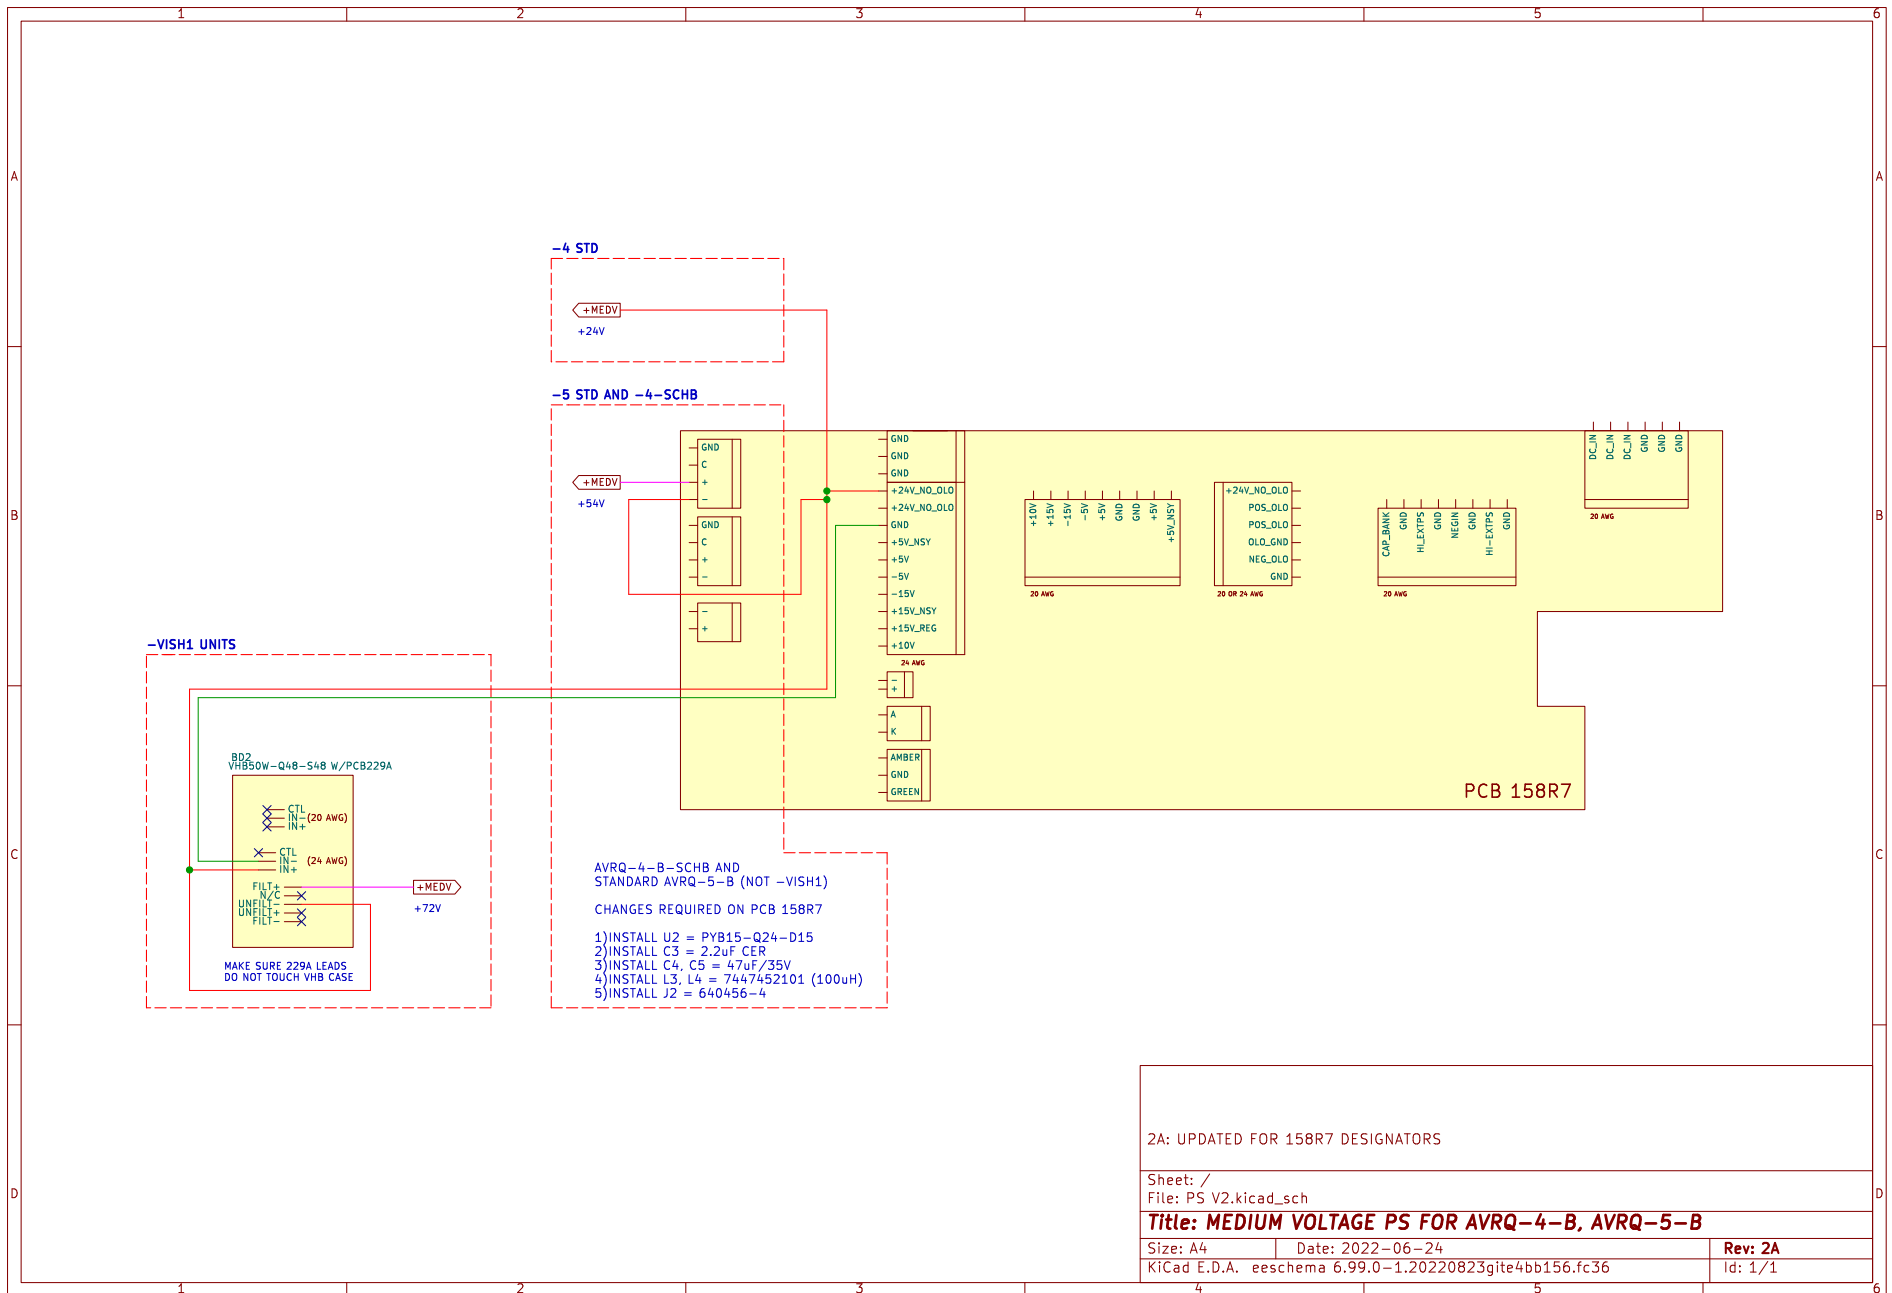 1 2 3 4 5 6
A A
B B
C C
D D
-4 STD
+MEDV
+24V
-5 STD AND -4-SCHB
+MEDV
+54V
GND
C
+
-
GND
C
+
-
-
+
GND
GND
GND
+24V_NO_OLO
+24V_NO_OLO
GND
+5V_NSY
+5V
-5V
-15V
+15V_NSY
+15V_REG
+10V
24 AWG
-
+
A
K
AMBER
GND
GREEN
+10V
+15V
-15V
-5V
+5V
GND
GND
+5V
+5V_NSY
20 AWG
+24V_NO_OLO
POS_OLO
POS_OLO
OLO_GND
NEG_OLO
GND
20 OR 24 AWG
CAP_BANK
GND
HI_EXTPS
GND
NEGIN
GND
HI-EXTPS
GND
20 AWG
DC_IN
DC_IN
DC_IN
GND
GND
GND
20 AWG
PCB 158R7
-VISH1 UNITS
BD2
VHB50W-Q48-S48 W/PCB229A
CTL
IN- (20 AWG)
IN+
CTL
IN- (24 AWG)
IN+
FILT+
N/C
UNFILT-
UNFILT+
FILT-
+MEDV
+72V
MAKE SURE 229A LEADS
DO NOT TOUCH VHB CASE
AVRQ-4-B-SCHB AND
STANDARD AVRQ-5-B (NOT -VISH1)
CHANGES REQUIRED ON PCB 158R7
1)INSTALL U2 = PYB15-Q24-D15
2)INSTALL C3 = 2.2uF CER
3)INSTALL C4, C5 = 47uF/35V
4)INSTALL L3, L4 = 7447452101 (100uH)
5)INSTALL J2 = 640456-4
2A: UPDATED FOR 158R7 DESIGNATORS
Sheet: /
File: PS V2.kicad_sch
Title: MEDIUM VOLTAGE PS FOR AVRQ-4-B, AVRQ-5-B
Size: A4 Date: 2022-06-24 Rev: 2A
KiCad E.D.A. eeschema 6.99.0-1.20220823gite4bb156.fc36 Id: 1/1
1 2 3 4 5 6